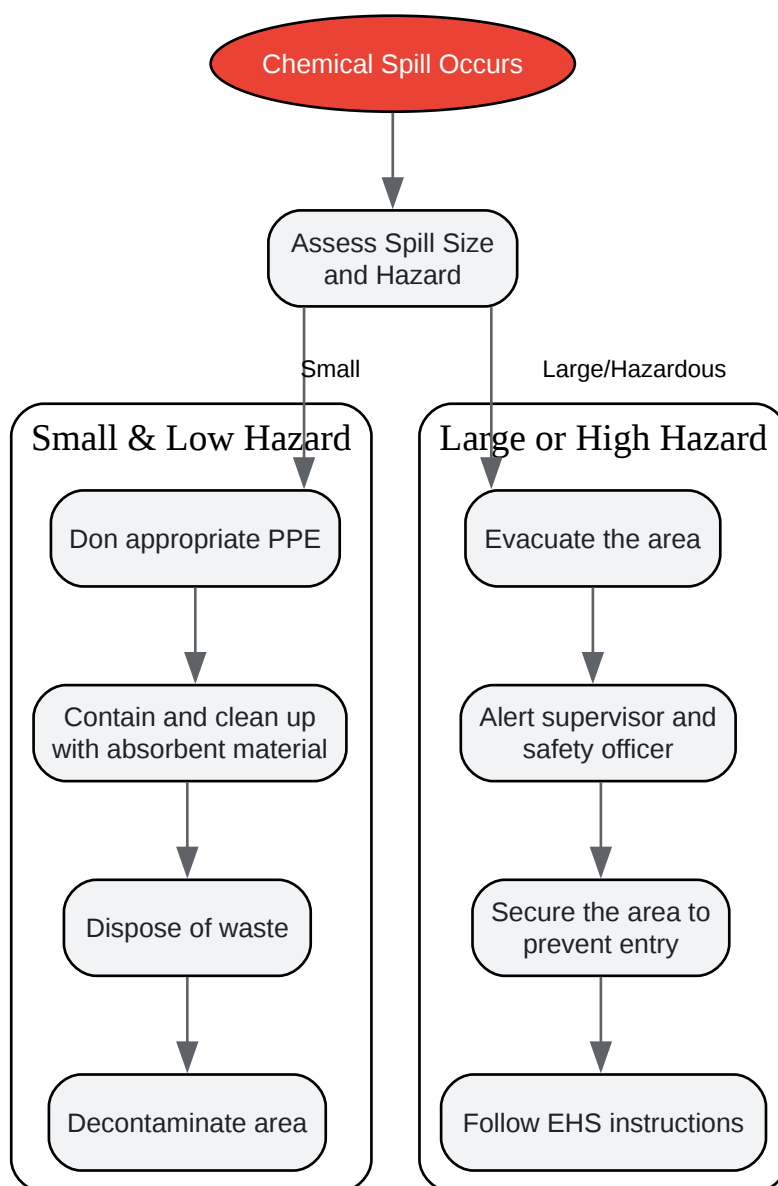 Chemical Spill Occurs
Assess Spill Size
and Hazard
Small
Large/Hazardous
Small & Low Hazard
Don appropriate PPE
Contain and clean up
with absorbent material
Dispose of waste
Decontaminate area
Large or High Hazard
Evacuate the area
Alert supervisor and
safety officer
Secure the area to
prevent entry
Follow EHS instructions